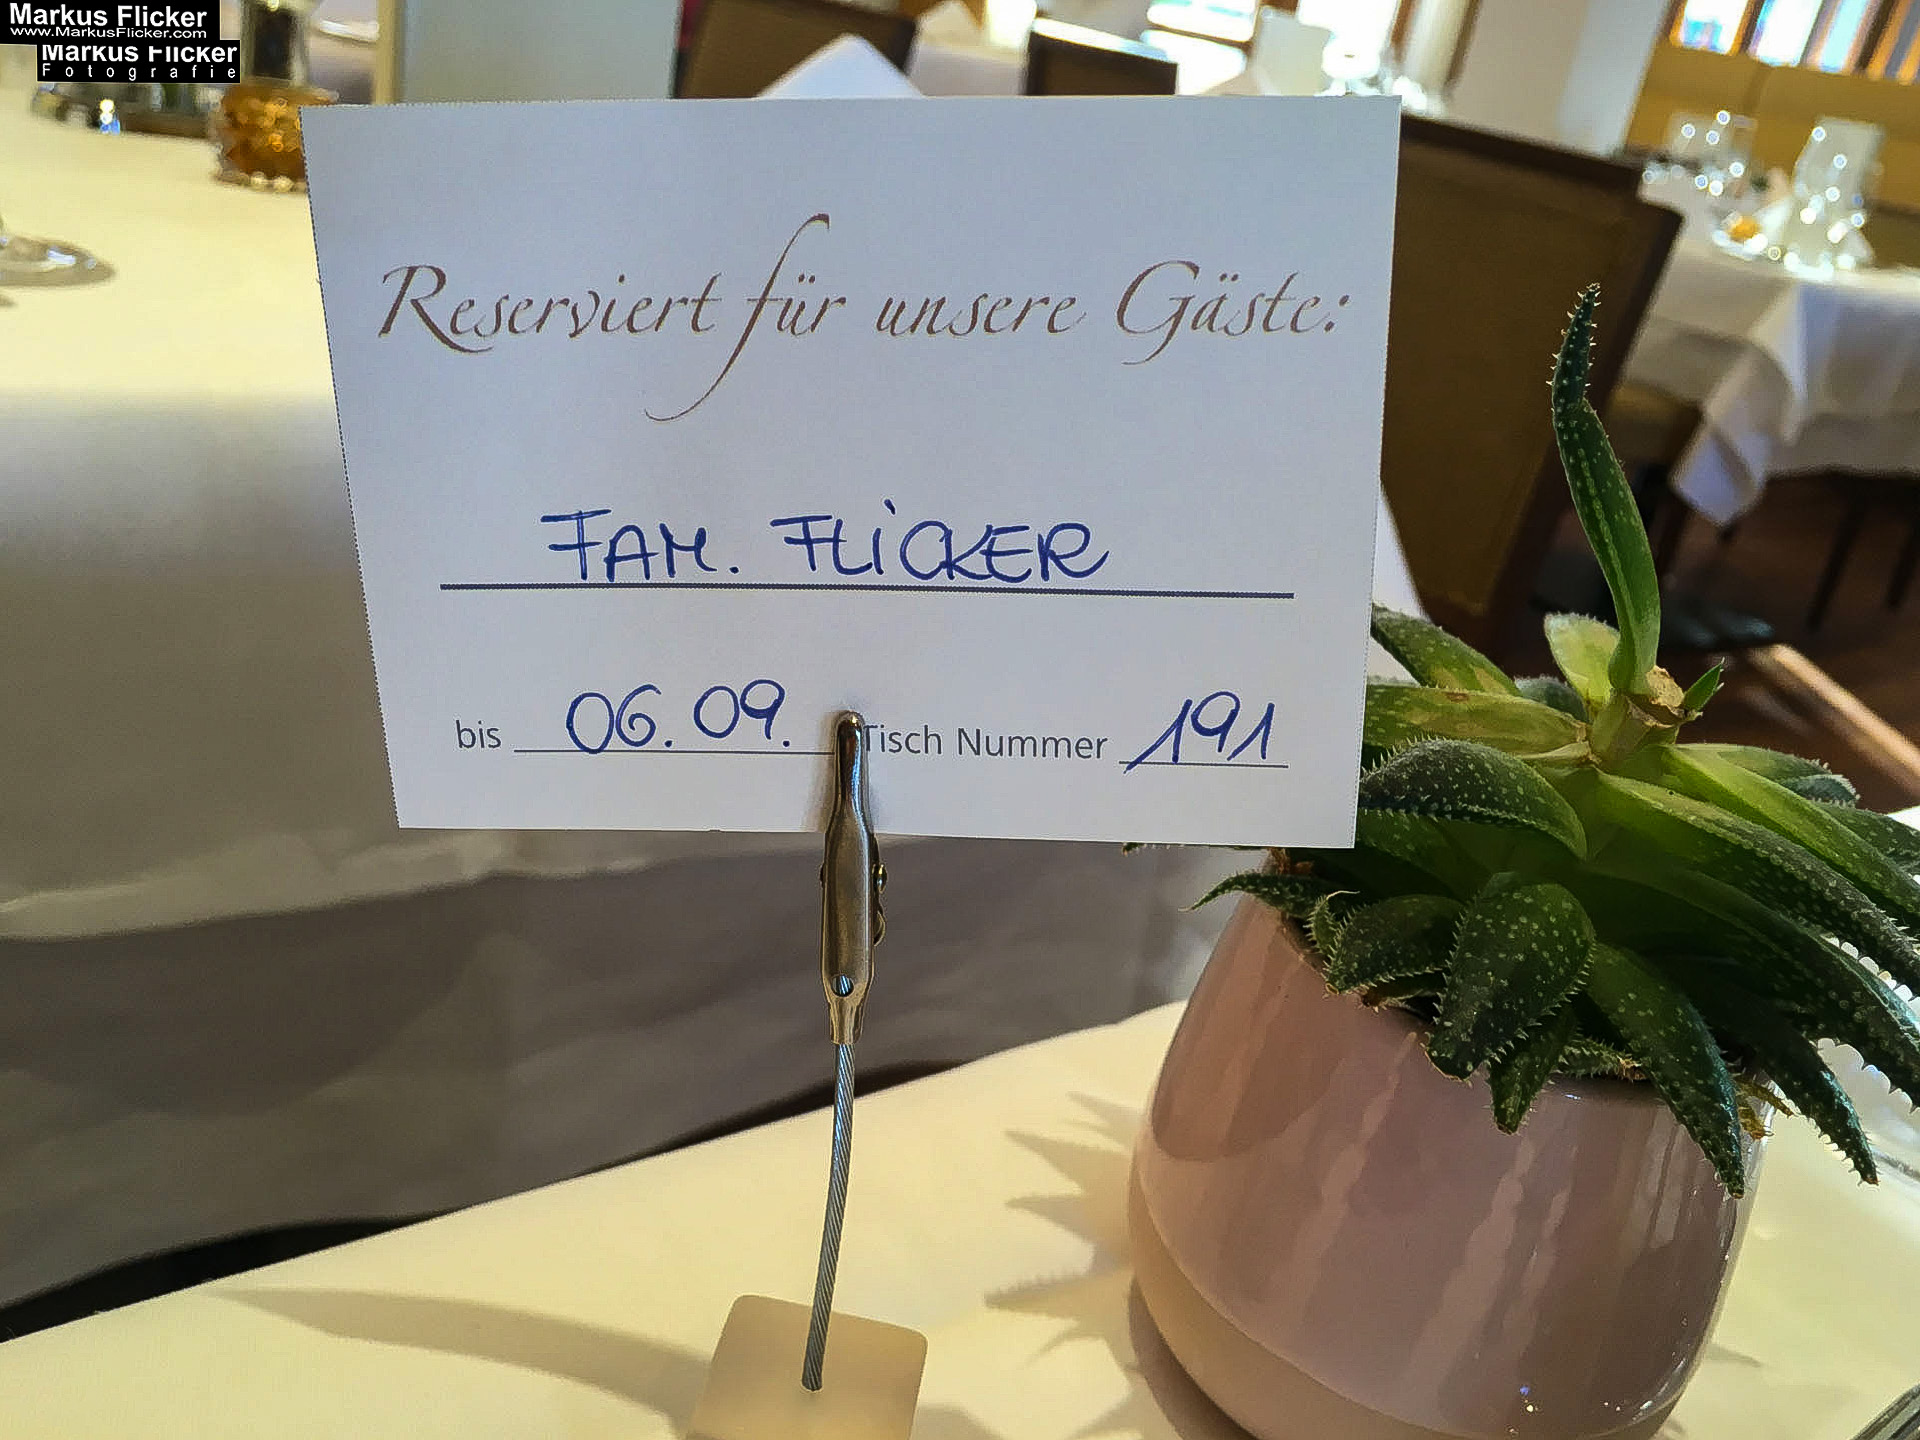 Markus Flicker
www.MarkusFlicker.com
Markus Flicker
Fotografie
Reserviert für unsere Gäste:
FAM. FLiCKER
bis 06.09. Tisch Nummer 191